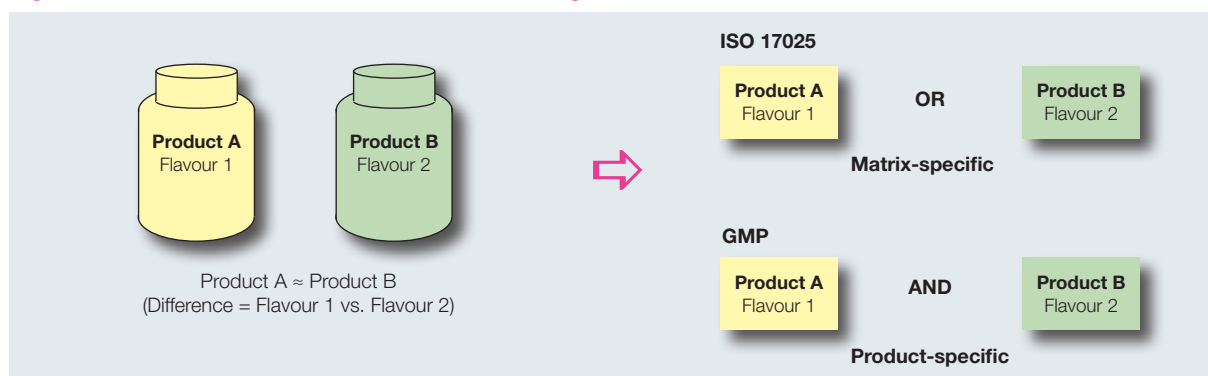 Product A
Flavour 1
Product B
Flavour 2
Product A ≈ Product B
(Difference = Flavour 1 vs. Flavour 2)
ISO 17025
Product A
Flavour 1
OR
Product B
Flavour 2
Matrix-specific
GMP
Product A
Flavour 1
AND
Product B
Flavour 2
Product-specific